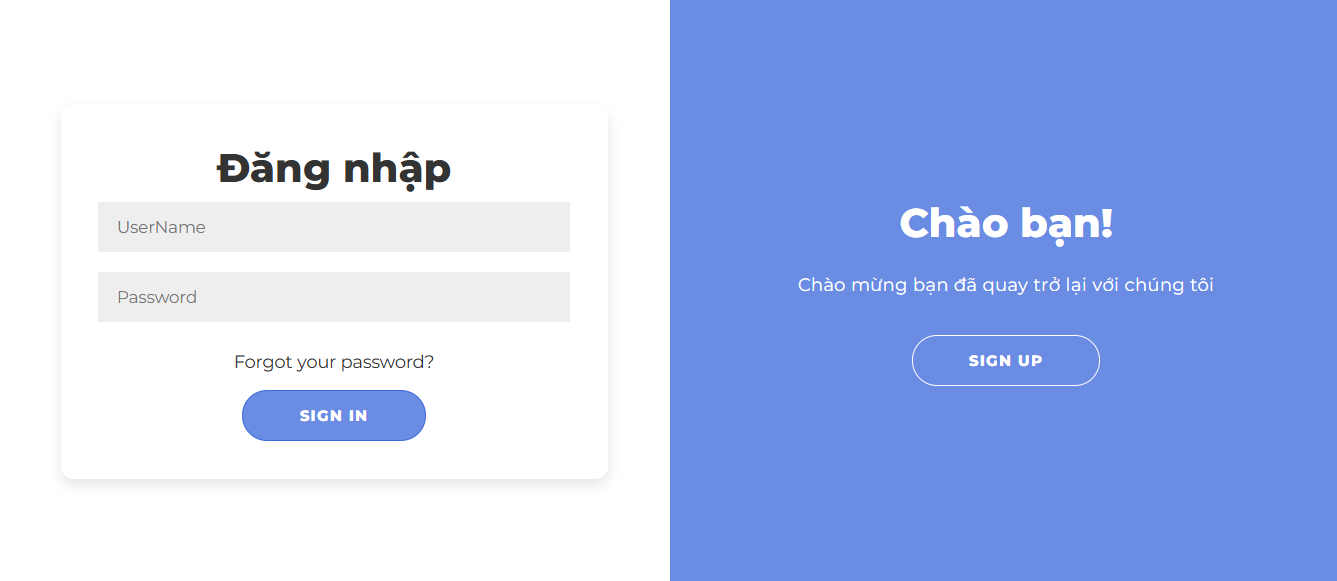 Đăng nhập
UserName
Password
Forgot your password?
SIGN IN
Chào bạn!
Chào mừng bạn đã quay trở lại với chúng tôi
SIGN UP